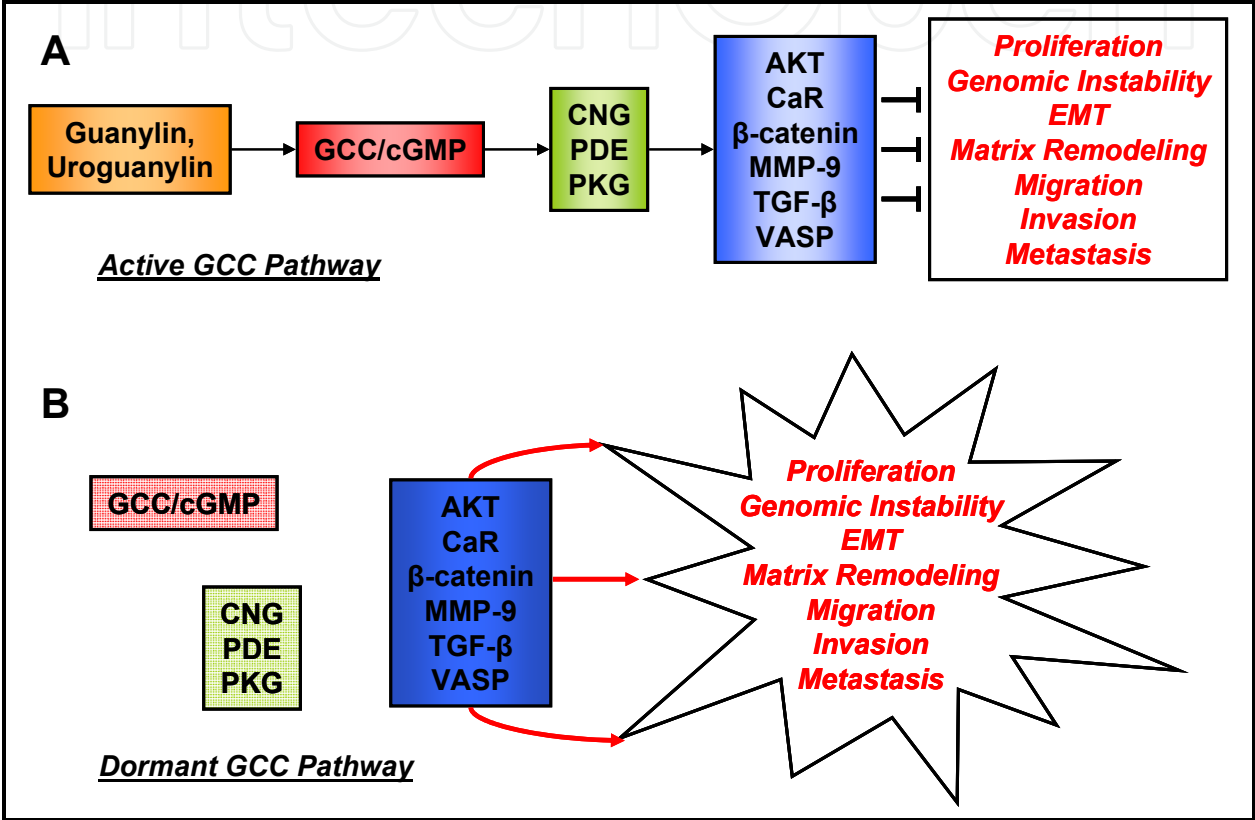 A
Guanylin,
Uroguanylin
GCC/cGMP
CNG
PDE
PKG
AKT
CaR
β-catenin
MMP-9
TGF-β
VASP
Proliferation
Genomic Instability
EMT
Matrix Remodeling
Migration
Invasion
Metastasis
Active GCC Pathway
B
GCC/cGMP
CNG
PDE
PKG
AKT
CaR
β-catenin
MMP-9
TGF-β
VASP
Proliferation
Genomic Instability
EMT
Matrix Remodeling
Migration
Invasion
Metastasis
Dormant GCC Pathway